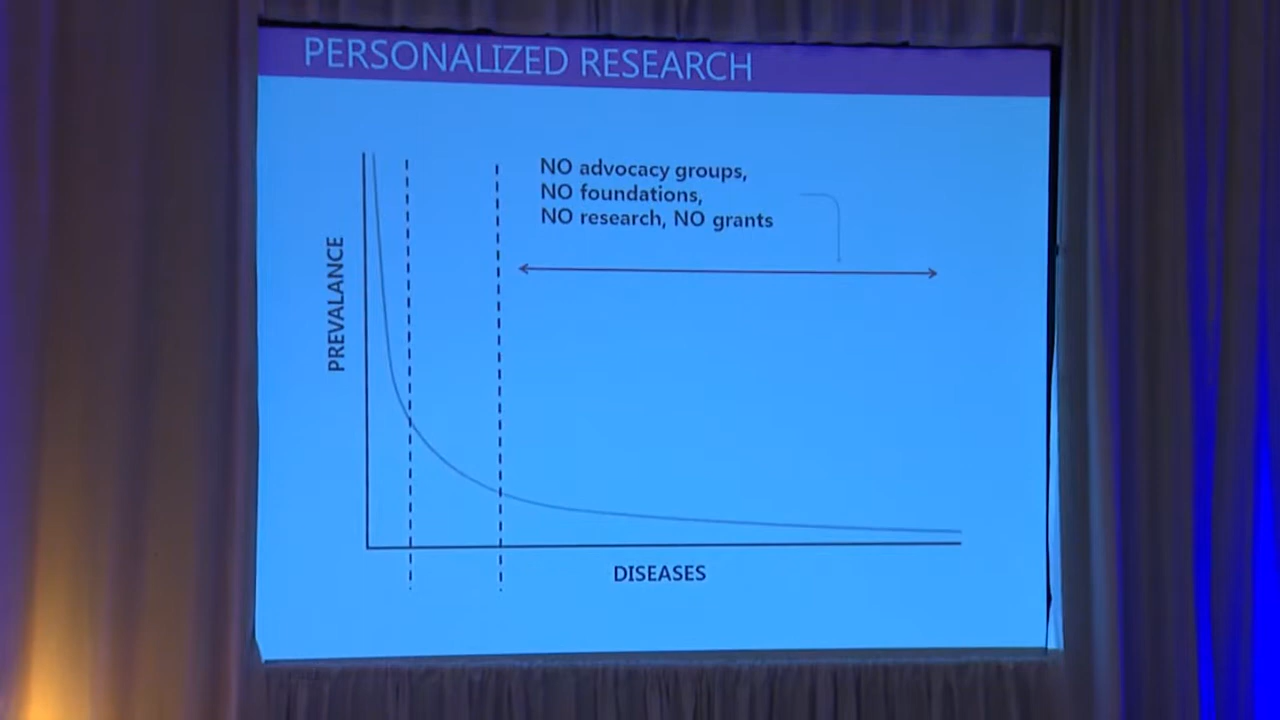 PERSONALIZED RESEARCH
NO advocacy groups,
NO foundations,
NO research, NO grants
PREVALANCE
DISEASES